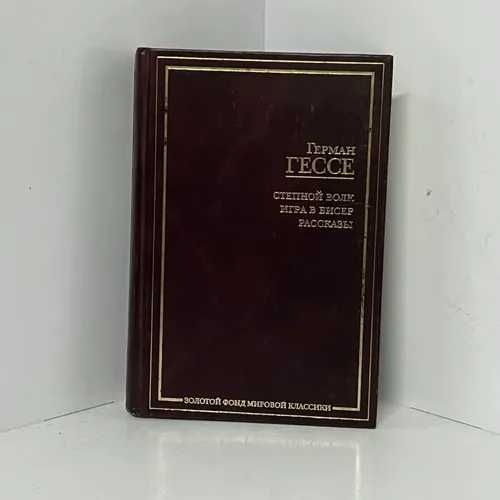 ГЕРМАН
ГЕССЕ
СТЕПНОЙ ВОЛК
ИГРА В БИСЕР
РАССКАЗЫ
ЗОЛОТОЙ ФОНД МИРОВОЙ КЛАССИКИ